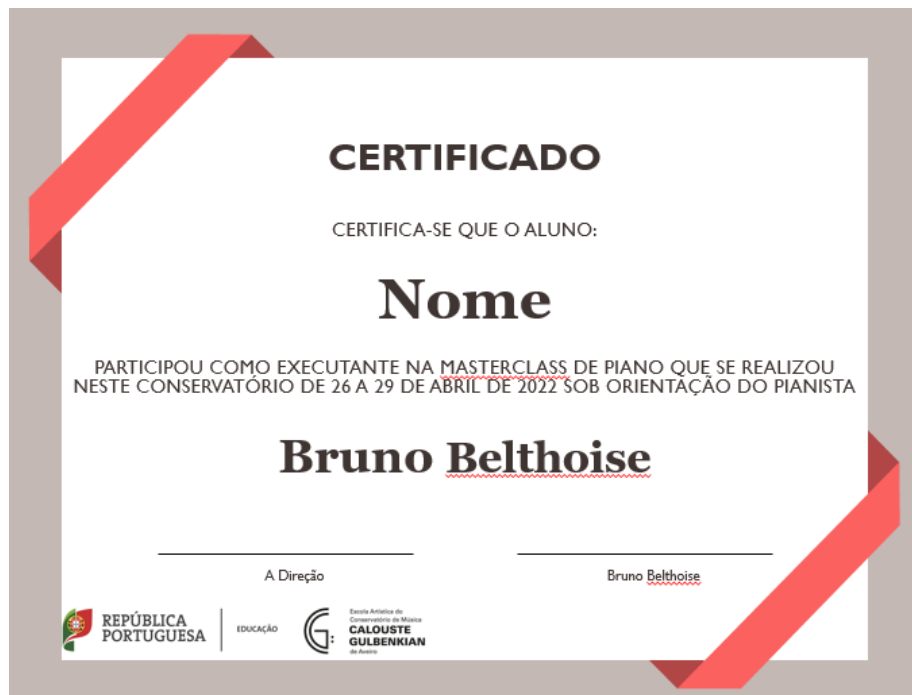 CERTIFICADO
CERTIFICA-SE QUE O ALUNO:
Nome
PARTICIPOU COMO EXECUTANTE NA MASTERCLASS DE PIANO QUE SE REALIZOU
NESTE CONSERVATÓRIO DE 26 A 29 DE ABRIL DE 2022 SOB ORIENTAÇÃO DO PIANISTA
Bruno Belthoise
A Direção
Bruno Belthoise
REPÚBLICA
PORTUGUESA
EDUCAÇÃO
Escola Artística do
Conservatório de Música
CALOUSTE
GULBENKIAN
de Aveiro